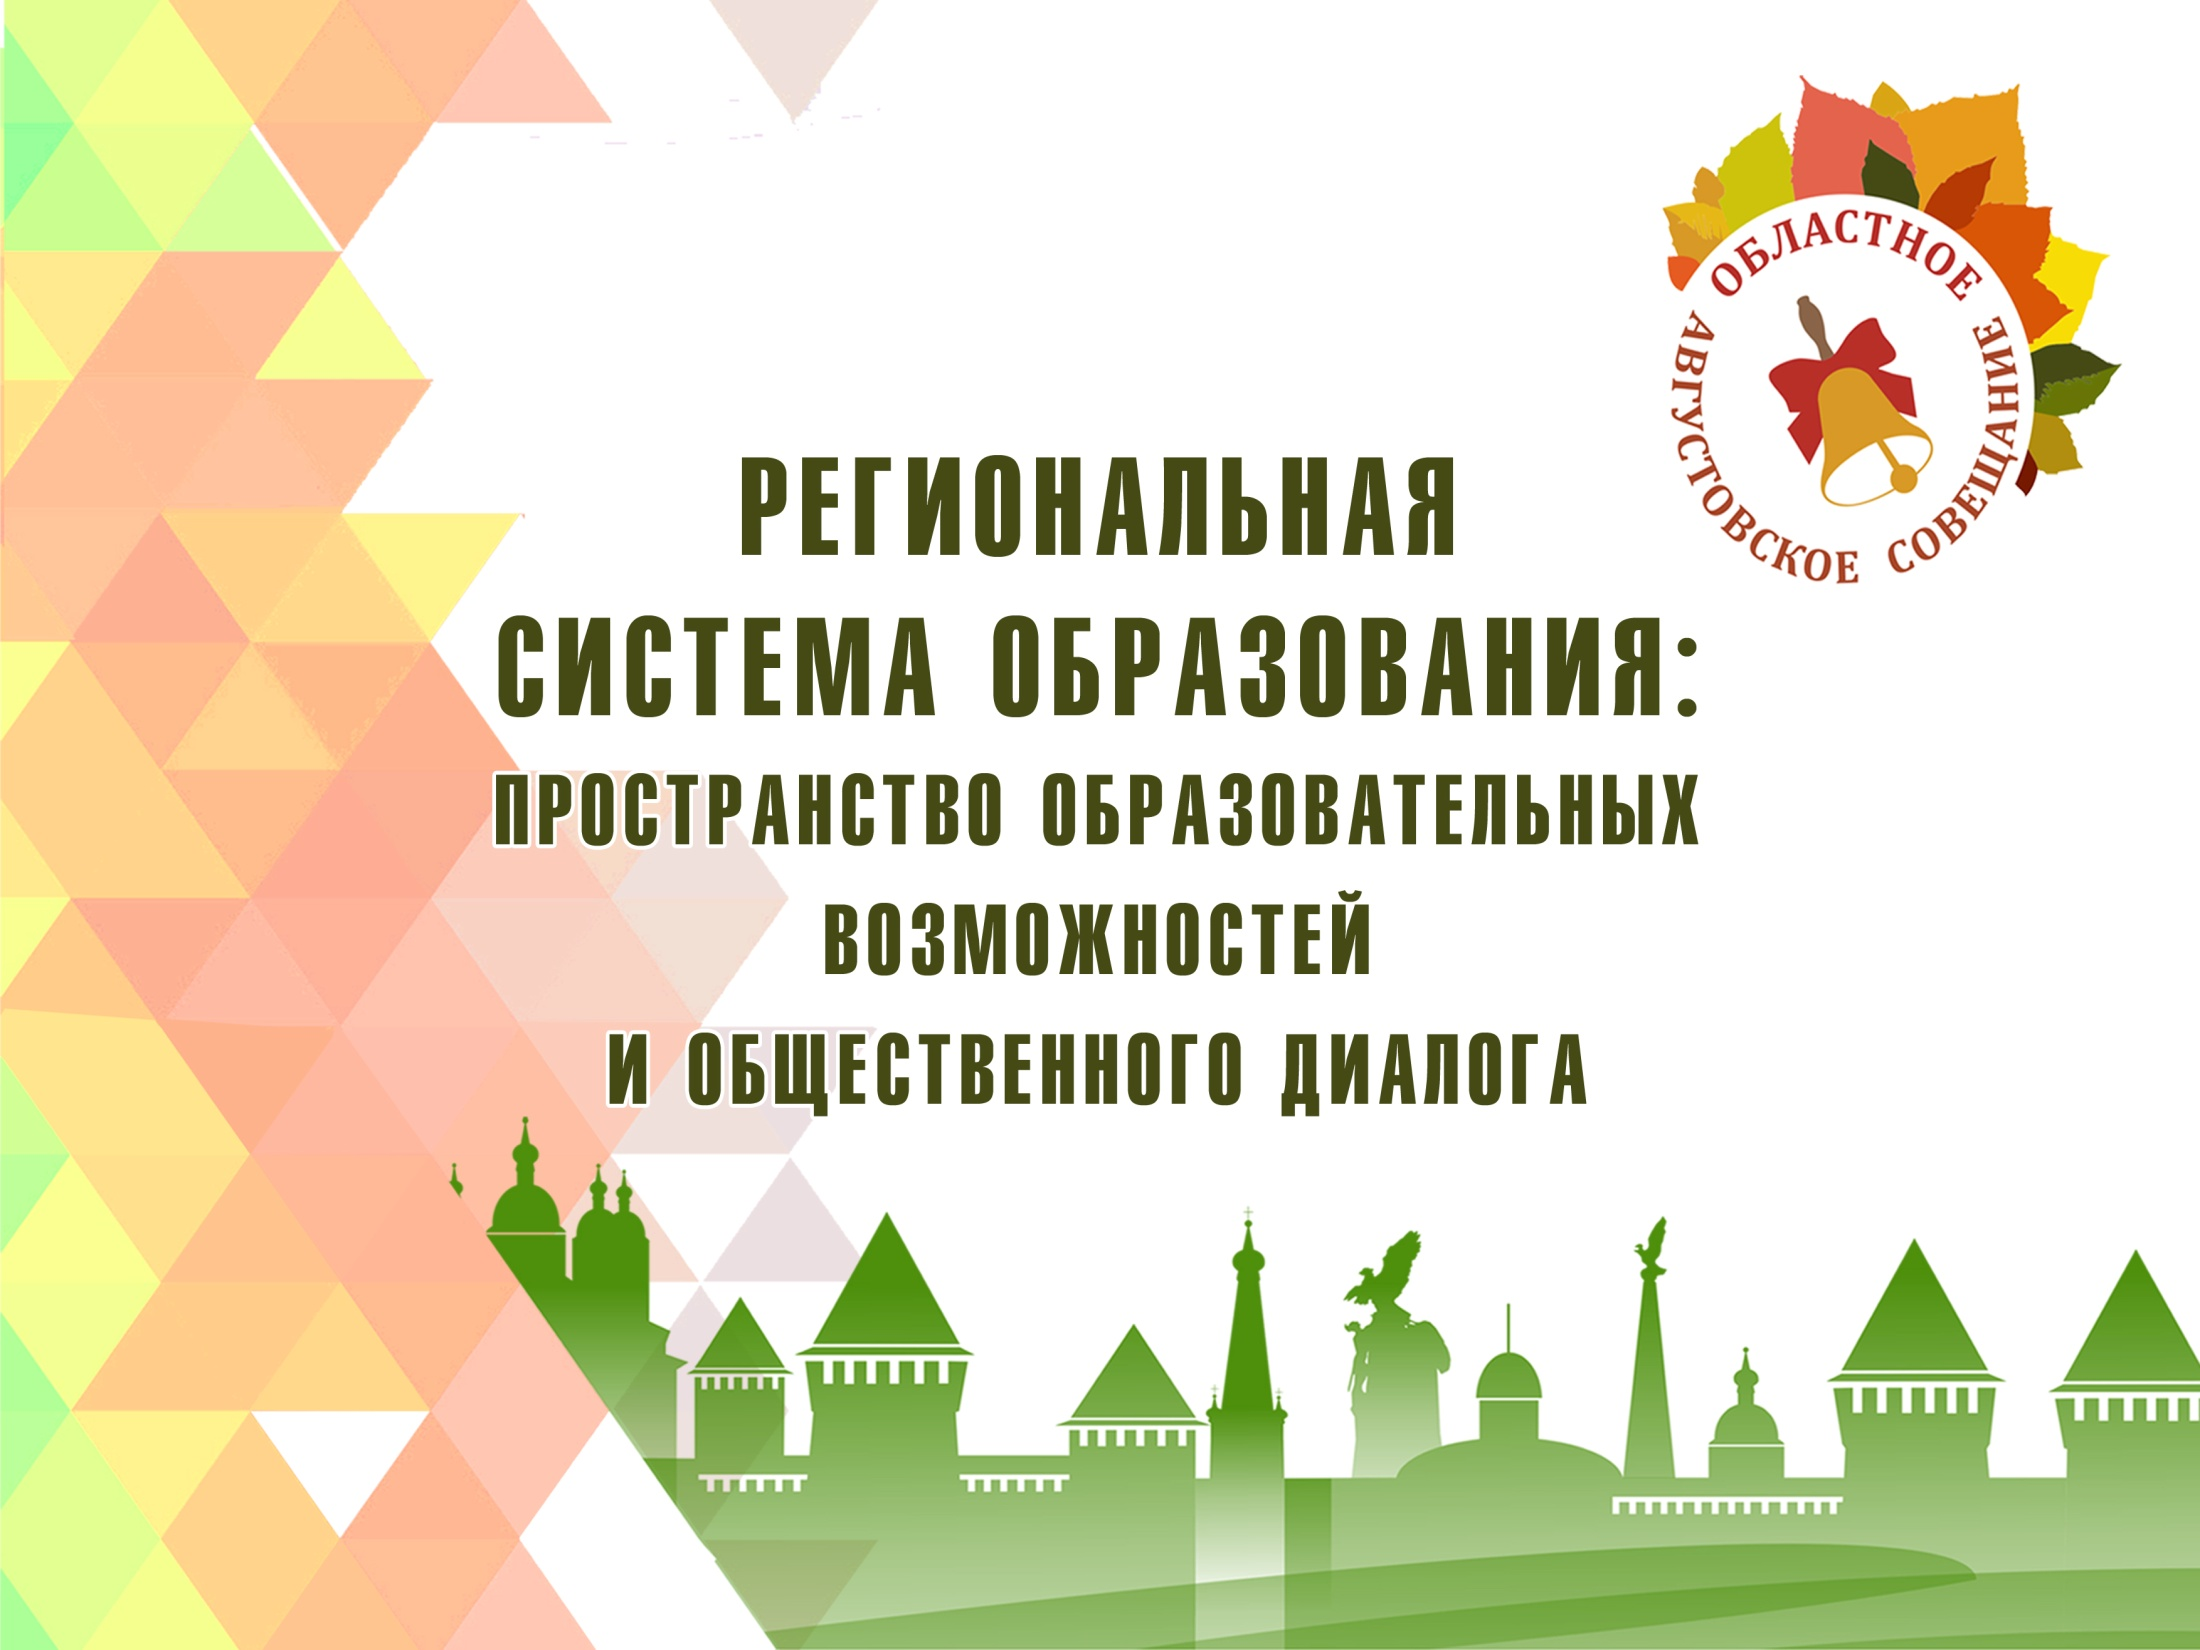 ОБЛАСТНОЕ
АВГУСТОВСКОЕ СОВЕЩАНИЕ
РЕГИОНАЛЬНАЯ
СИСТЕМА ОБРАЗОВАНИЯ:
ПРОСТРАНСТВО ОБРАЗОВАТЕЛЬНЫХ
ВОЗМОЖНОСТЕЙ
И ОБЩЕСТВЕННОГО ДИАЛОГА